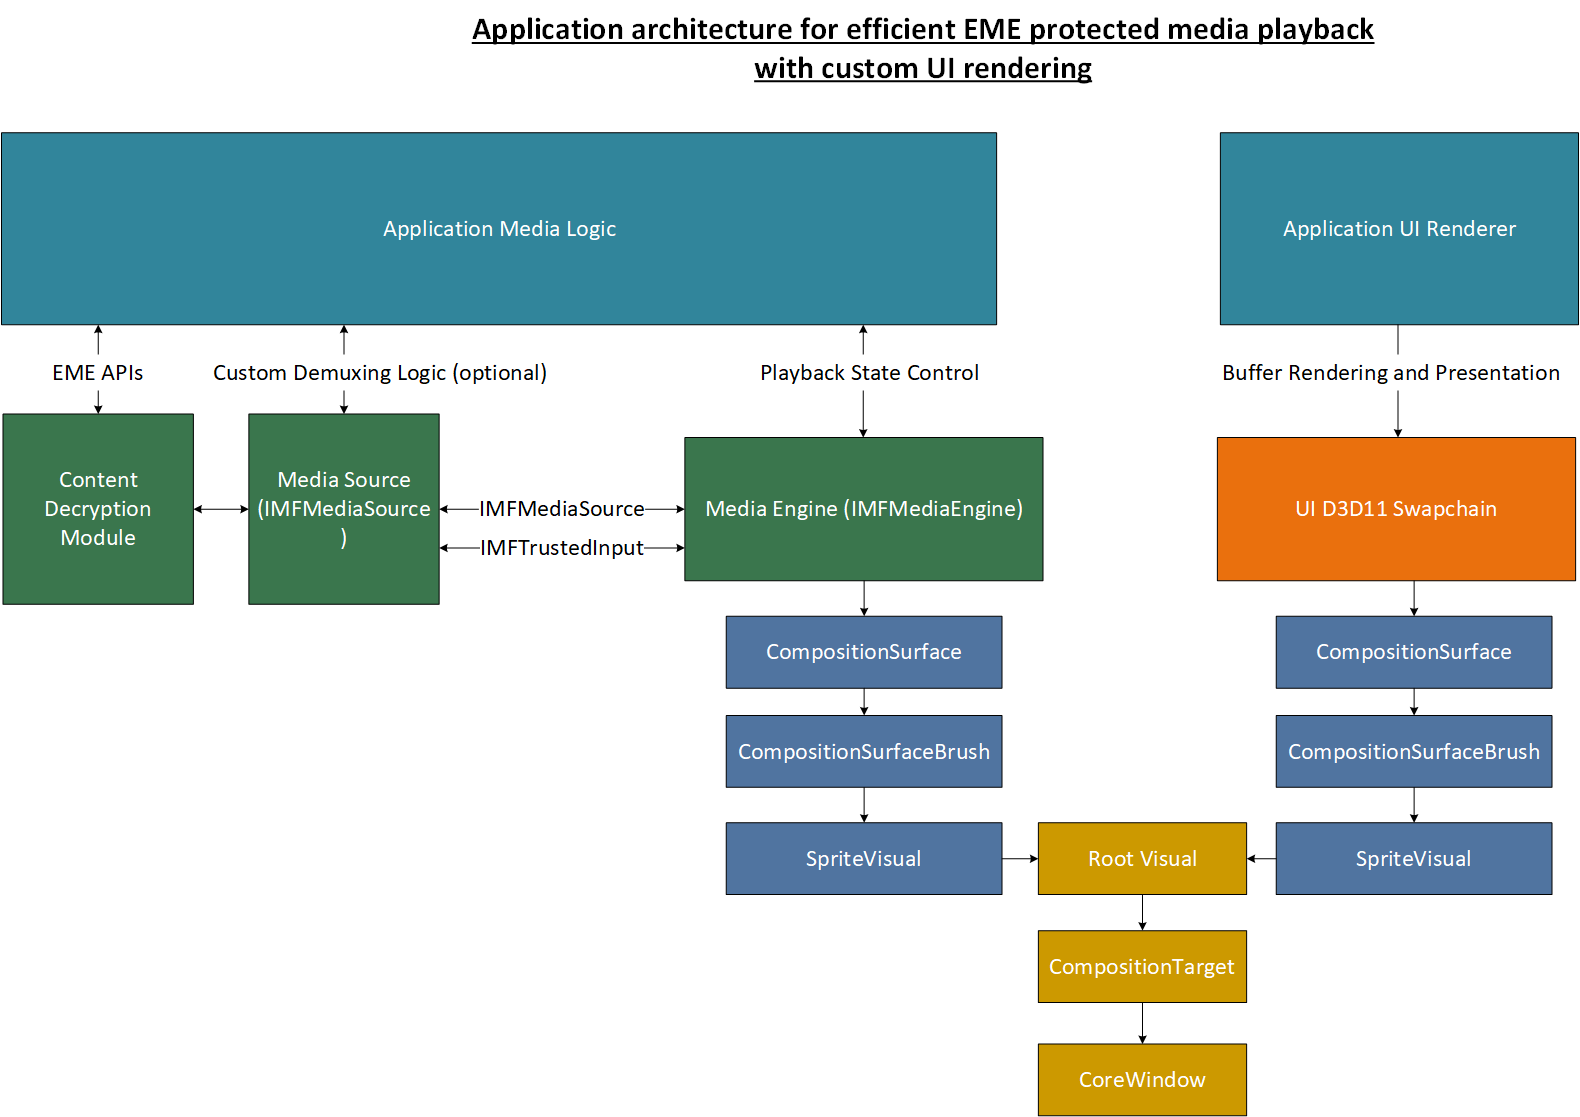 Application architecture for efficient EME protected media playback
with custom UI rendering
Application Media Logic
Application UI Renderer
EME APIs
Custom Demuxing Logic (optional)
Playback State Control
Buffer Rendering and Presentation
Content
Decryption
Module
Media Source
(IMFMediaSource
)
IMFMediaSource
IMFTrustedInput
Media Engine (IMFMediaEngine)
UI D3D11 Swapchain
CompositionSurface
CompositionSurface
CompositionSurfaceBrush
CompositionSurfaceBrush
SpriteVisual
Root Visual
SpriteVisual
CompositionTarget
CoreWindow